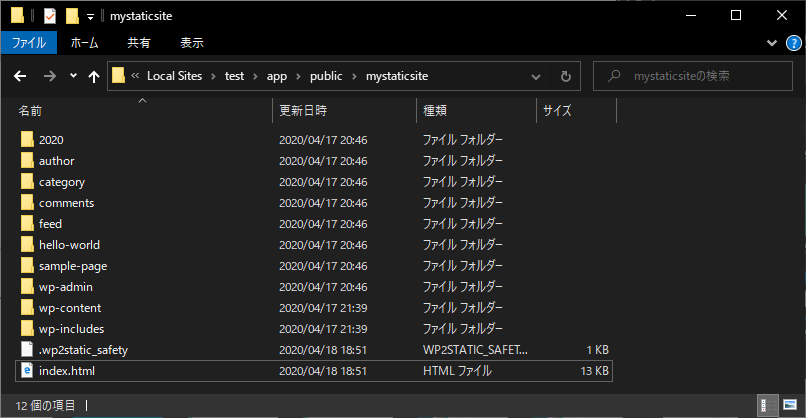 mystaticsite
ファイル ホーム 共有 表示
« Local Sites > test > app > public > mystaticsite mystaticsiteの検索
名前 更新日時 種類 サイズ
2020 2020/04/17 20:46 ファイル フォルダー
author 2020/04/17 20:46 ファイル フォルダー
category 2020/04/17 20:46 ファイル フォルダー
comments 2020/04/17 20:46 ファイル フォルダー
feed 2020/04/17 20:46 ファイル フォルダー
hello-world 2020/04/17 20:46 ファイル フォルダー
sample-page 2020/04/17 20:46 ファイル フォルダー
wp-admin 2020/04/17 20:46 ファイル フォルダー
wp-content 2020/04/17 21:39 ファイル フォルダー
wp-includes 2020/04/17 21:39 ファイル フォルダー
.wp2static_safety 2020/04/18 18:51 WP2STATIC_SAFET... 1 KB
index.html 2020/04/18 18:51 HTML ファイル 13 KB
12 個の項目